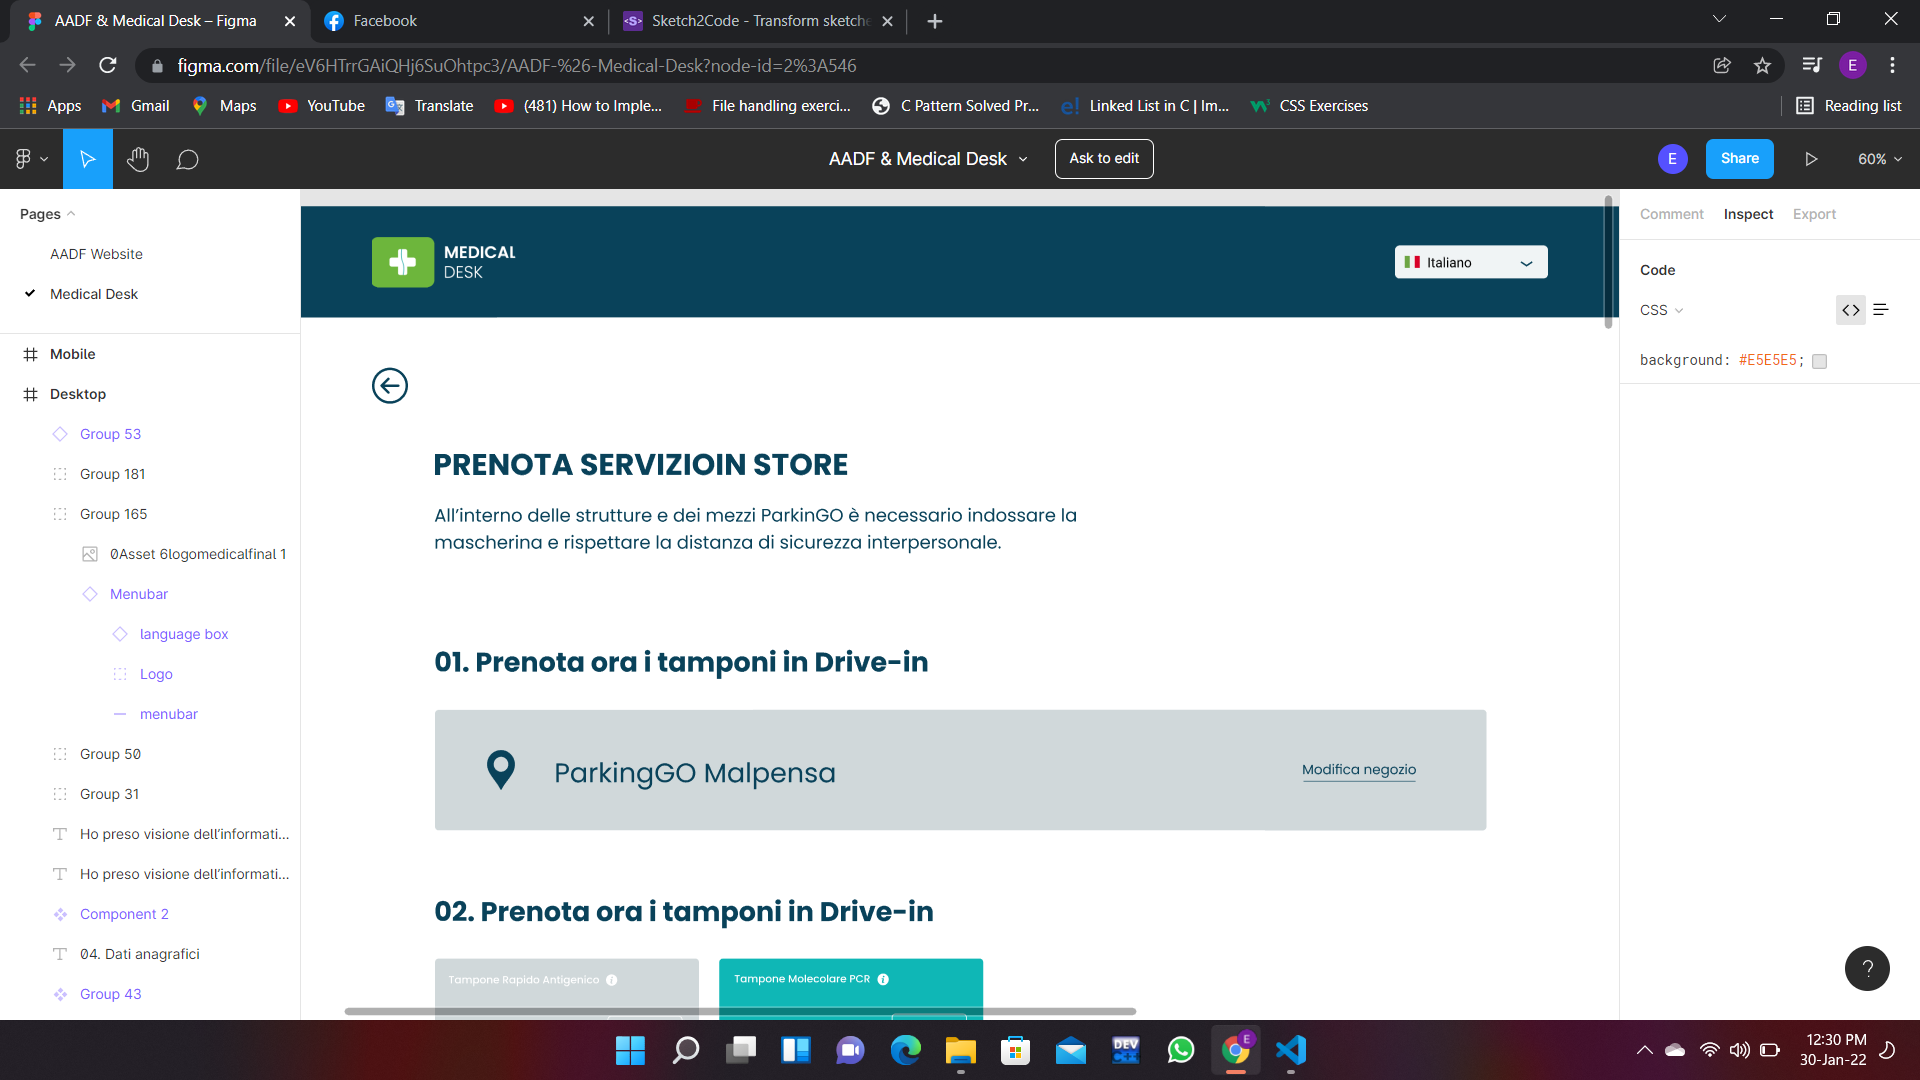 AADF & Medical Desk – Figma
Facebook
Sketch2Code - Transform sketche
figma.com/file/eV6HTrrGAiQHj6SuOhtpc3/AADF-%26-Medical-Desk?node-id=2%3A546
E
Apps
Gmail
Maps
YouTube
Translate
(481) How to Imple...
File handling exerci...
C Pattern Solved Pr...
Linked List in C | Im...
CSS Exercises
Reading list
AADF & Medical Desk
Ask to edit
E
Share
60%
Pages
AADF Website
Medical Desk
Mobile
Desktop
Group 53
Group 181
Group 165
0Asset 6logomedicalfinal 1
Menubar
language box
Logo
menubar
Group 50
Group 31
Ho preso visione dell'informati...
Ho preso visione dell'informati...
Component 2
04. Dati anagrafici
Group 43
MEDICAL
DESK
Italiano
PRENOTA SERVIZIOIN STORE
All'interno delle strutture e dei mezzi ParkinGO è necessario indossare la
mascherina e rispettare la distanza di sicurezza interpersonale.
01. Prenota ora i tamponi in Drive-in
ParkingGO Malpensa
Modifica negozio
02. Prenota ora i tamponi in Drive-in
Tampone Rapido Antigenico
Tampone Molecolare PCR
Comment
Inspect
Export
Code
CSS
background: #E5E5E5;
?
DEV
E
12:30 PM
30-Jan-22